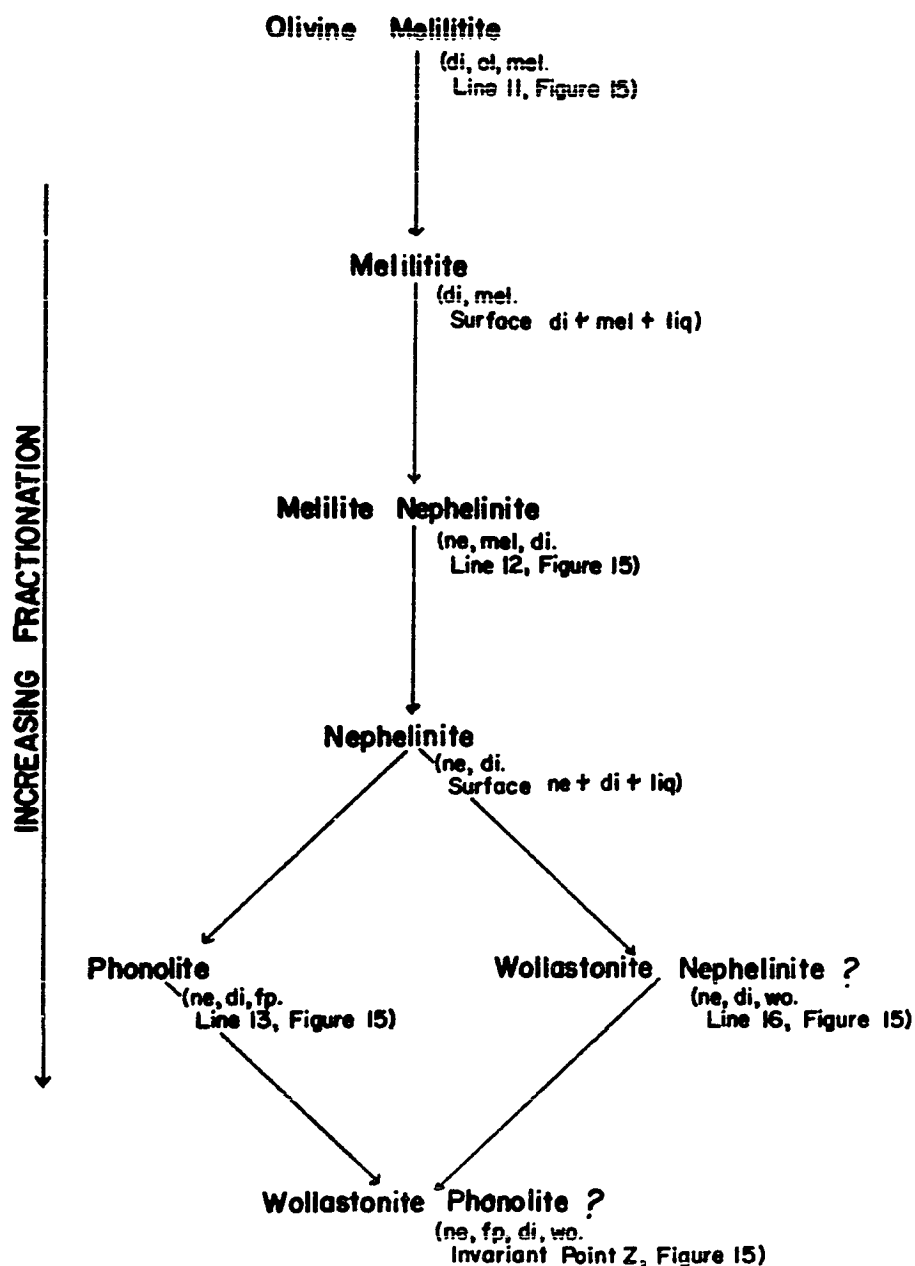 Olivine Melilitite
(di, ol, mel.
Line 11, Figure 15)
Melilitite
(di, mel.
Surface di + mel + liq)
Melilite Nephelinite
(ne, mel, di.
Line 12, Figure 15)
INCREASING FRACTIONATION
Nephelinite
(ne, di.
Surface ne + di + liq)
Phonolite
(ne, di, fp.
Line 13, Figure 15)
Wollastonite Nephelinite ?
(ne, di, wo.
Line 16, Figure 15)
Wollastonite Phonolite ?
(ne, fp, di, wo.
Invariant Point Z, Figure 15)